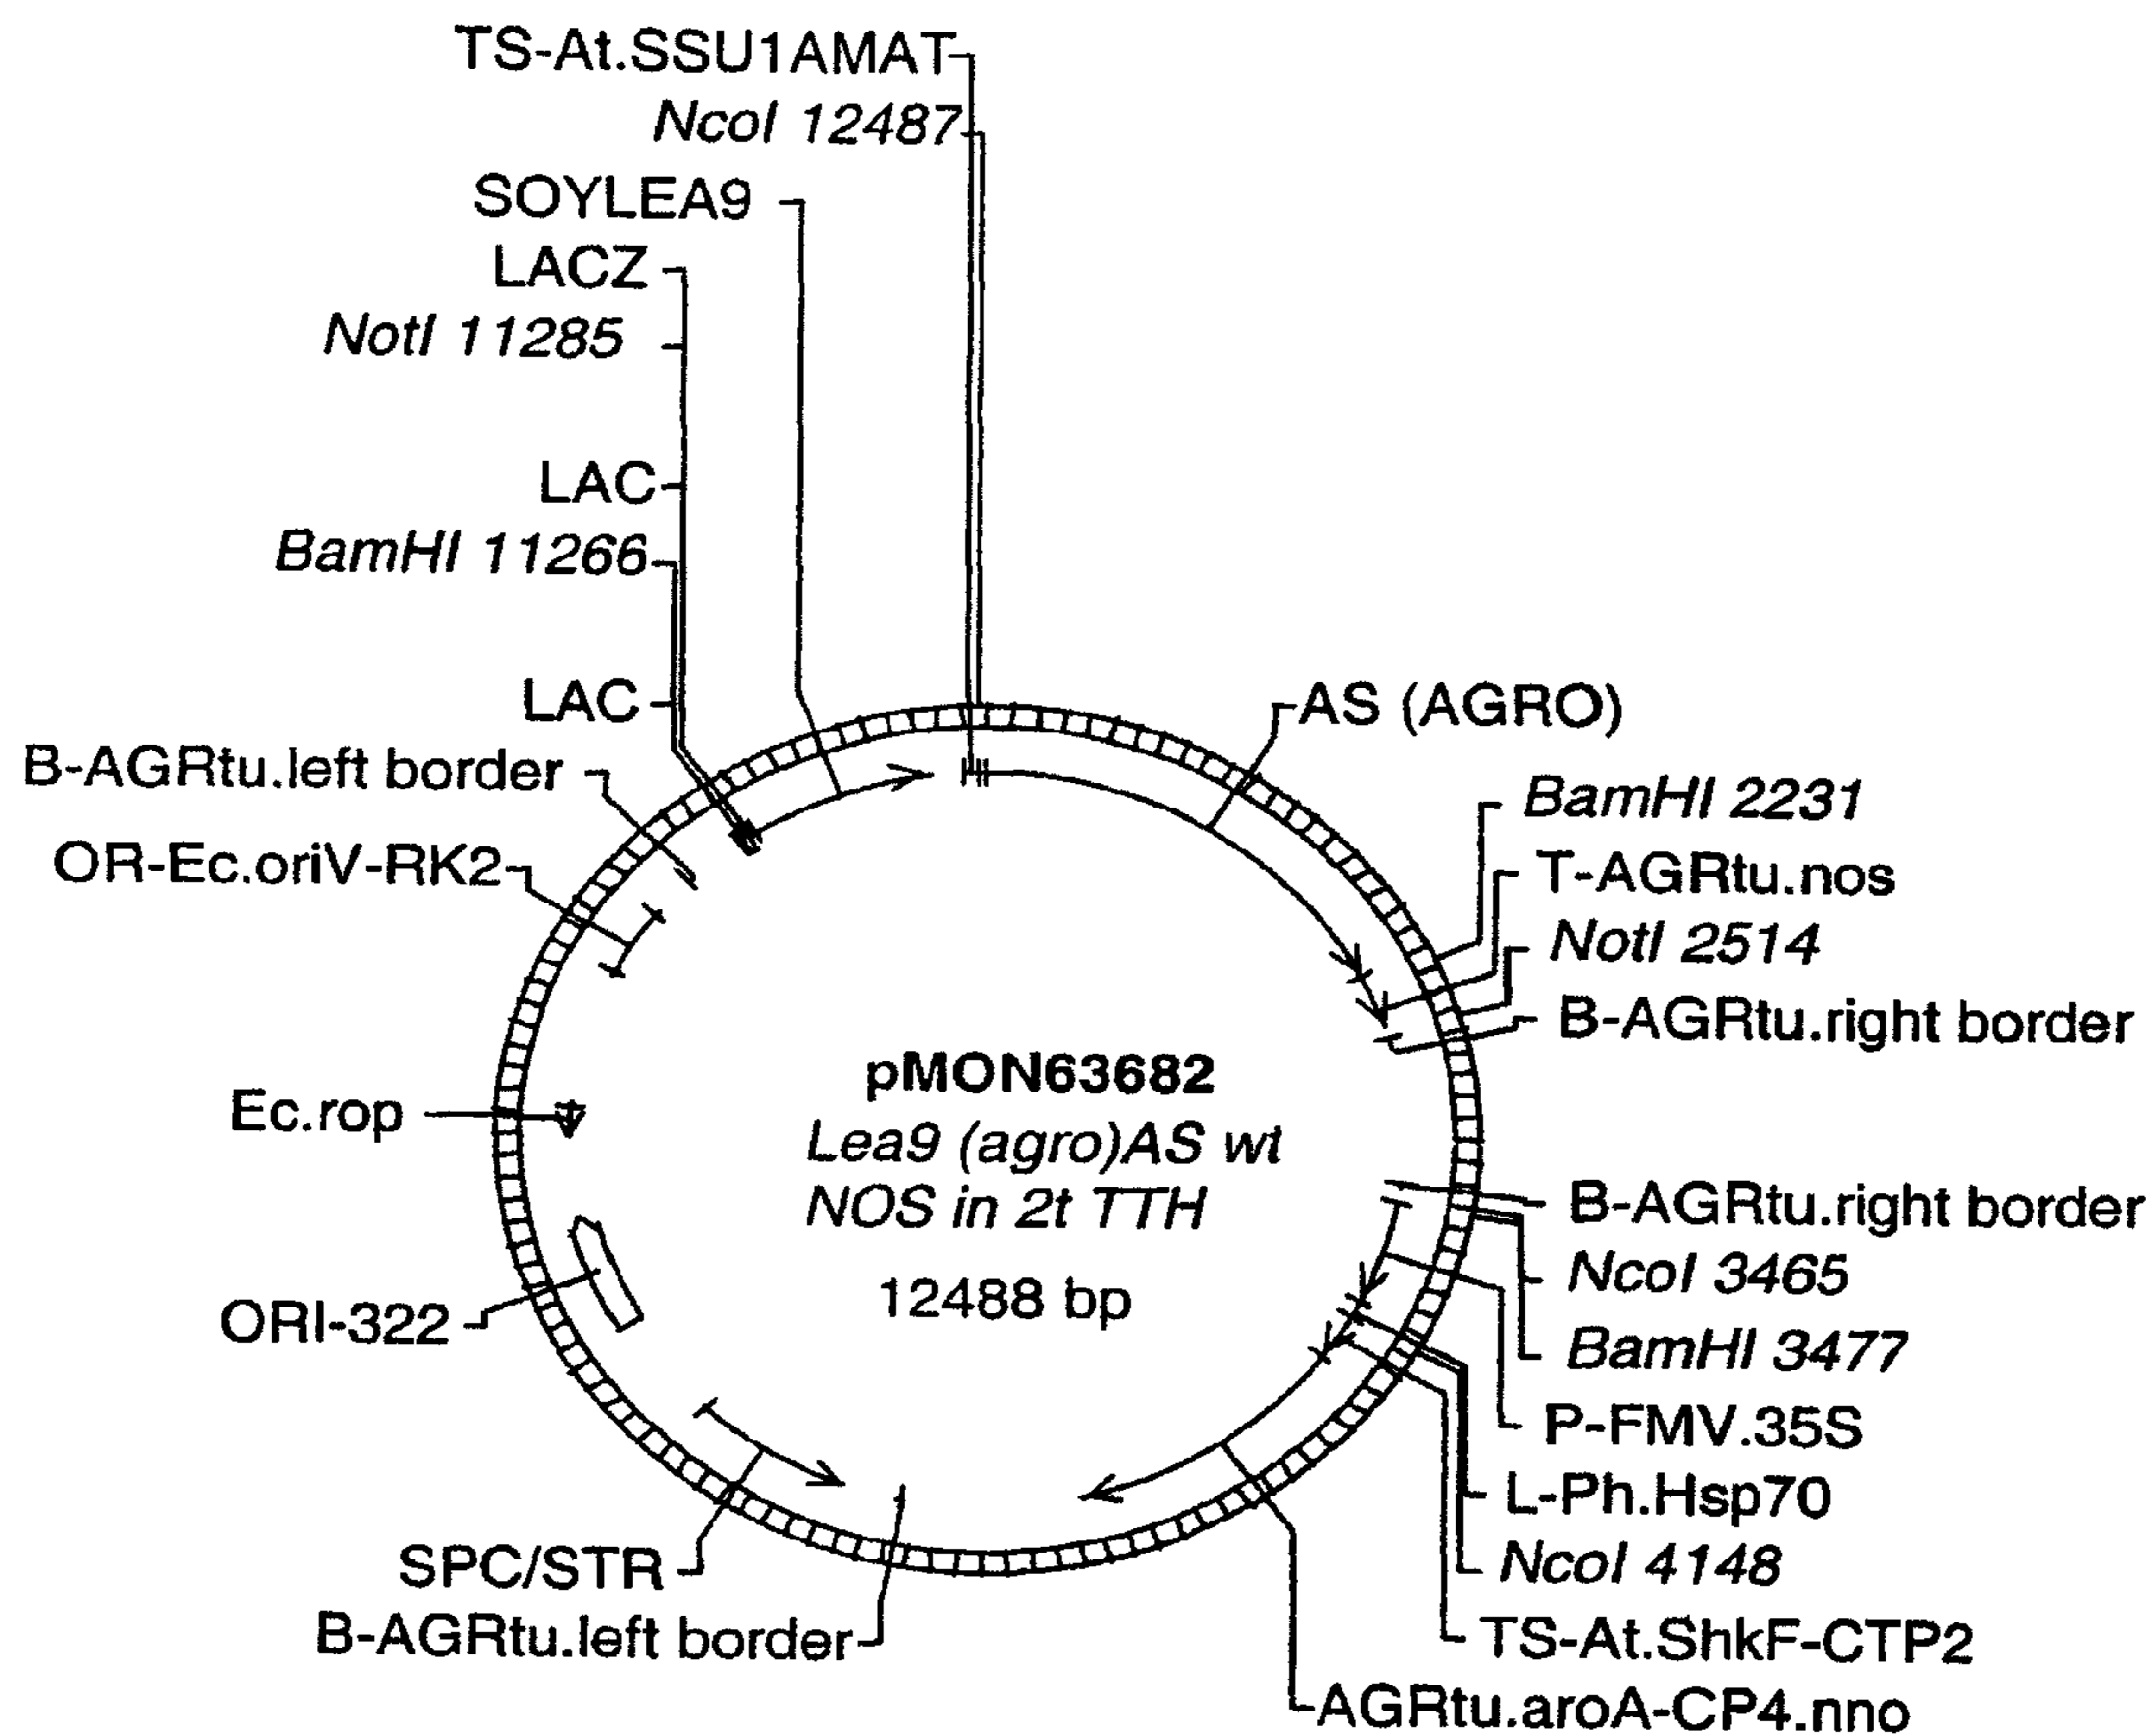 TS-At.SSU1AMAT
NcoI 12487
SOYLEA9
LACZ
NotI 11285
LAC
BamHI 11266
LAC
B-AGRtu.left border
OR-Ec.oriV-RK2
Ec.rop
ORI-322
SPC/STR
B-AGRtu.left border
AS (AGRO)
BamHI 2231
T-AGRtu.nos
NotI 2514
B-AGRtu.right border
B-AGRtu.right border
NcoI 3465
BamHI 3477
P-FMV.35S
L-Ph.Hsp70
NcoI 4148
TS-At.ShkF-CTP2
AGRtu.aroA-CP4.nno
pMON63682
Lea9 (agro)AS wt
NOS in 2t TTH
12488 bp